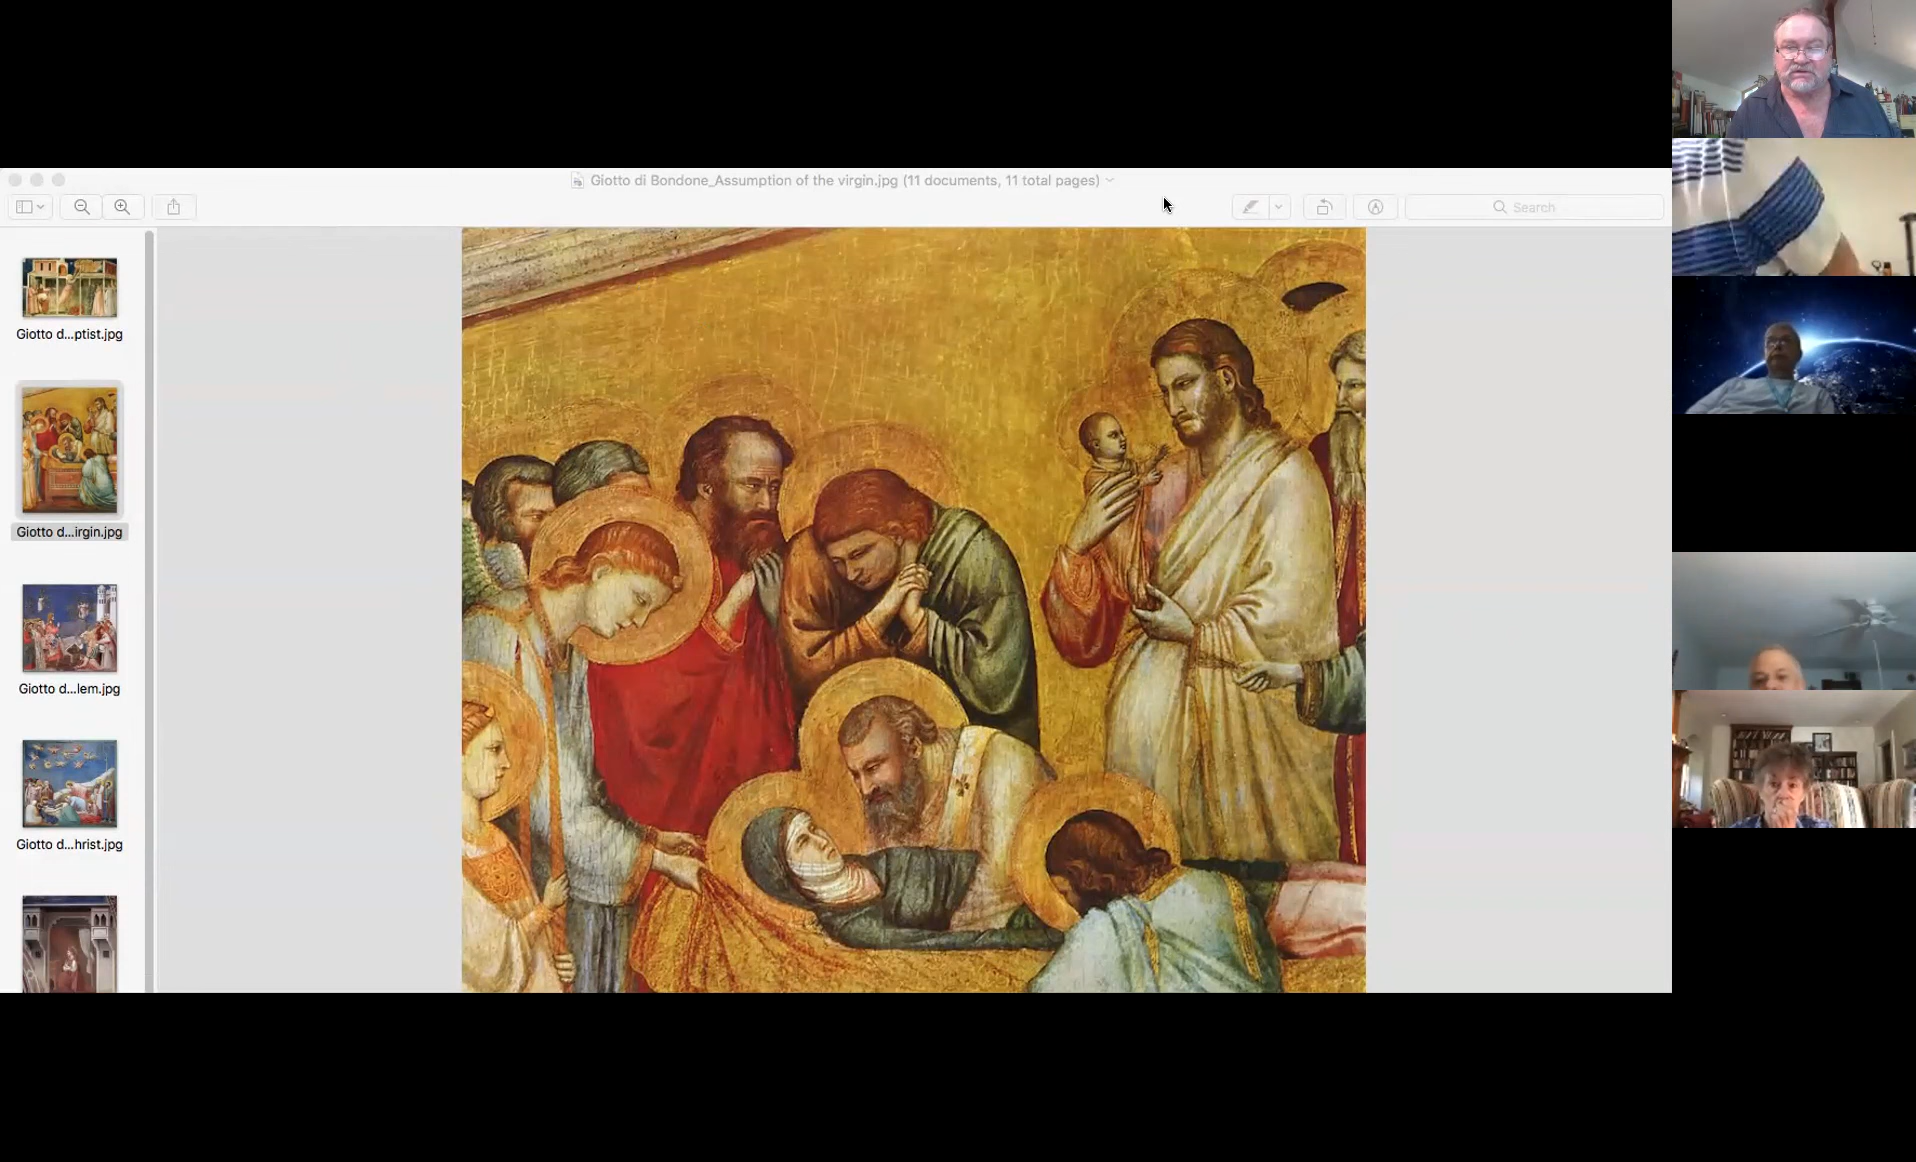 Giotto di Bondone_Assumption of the virgin.jpg (11 documents, 11 total pages)
Search
Giotto d...ptist.jpg
Giotto d...irgin.jpg
Giotto d...lem.jpg
Giotto d...hrist.jpg